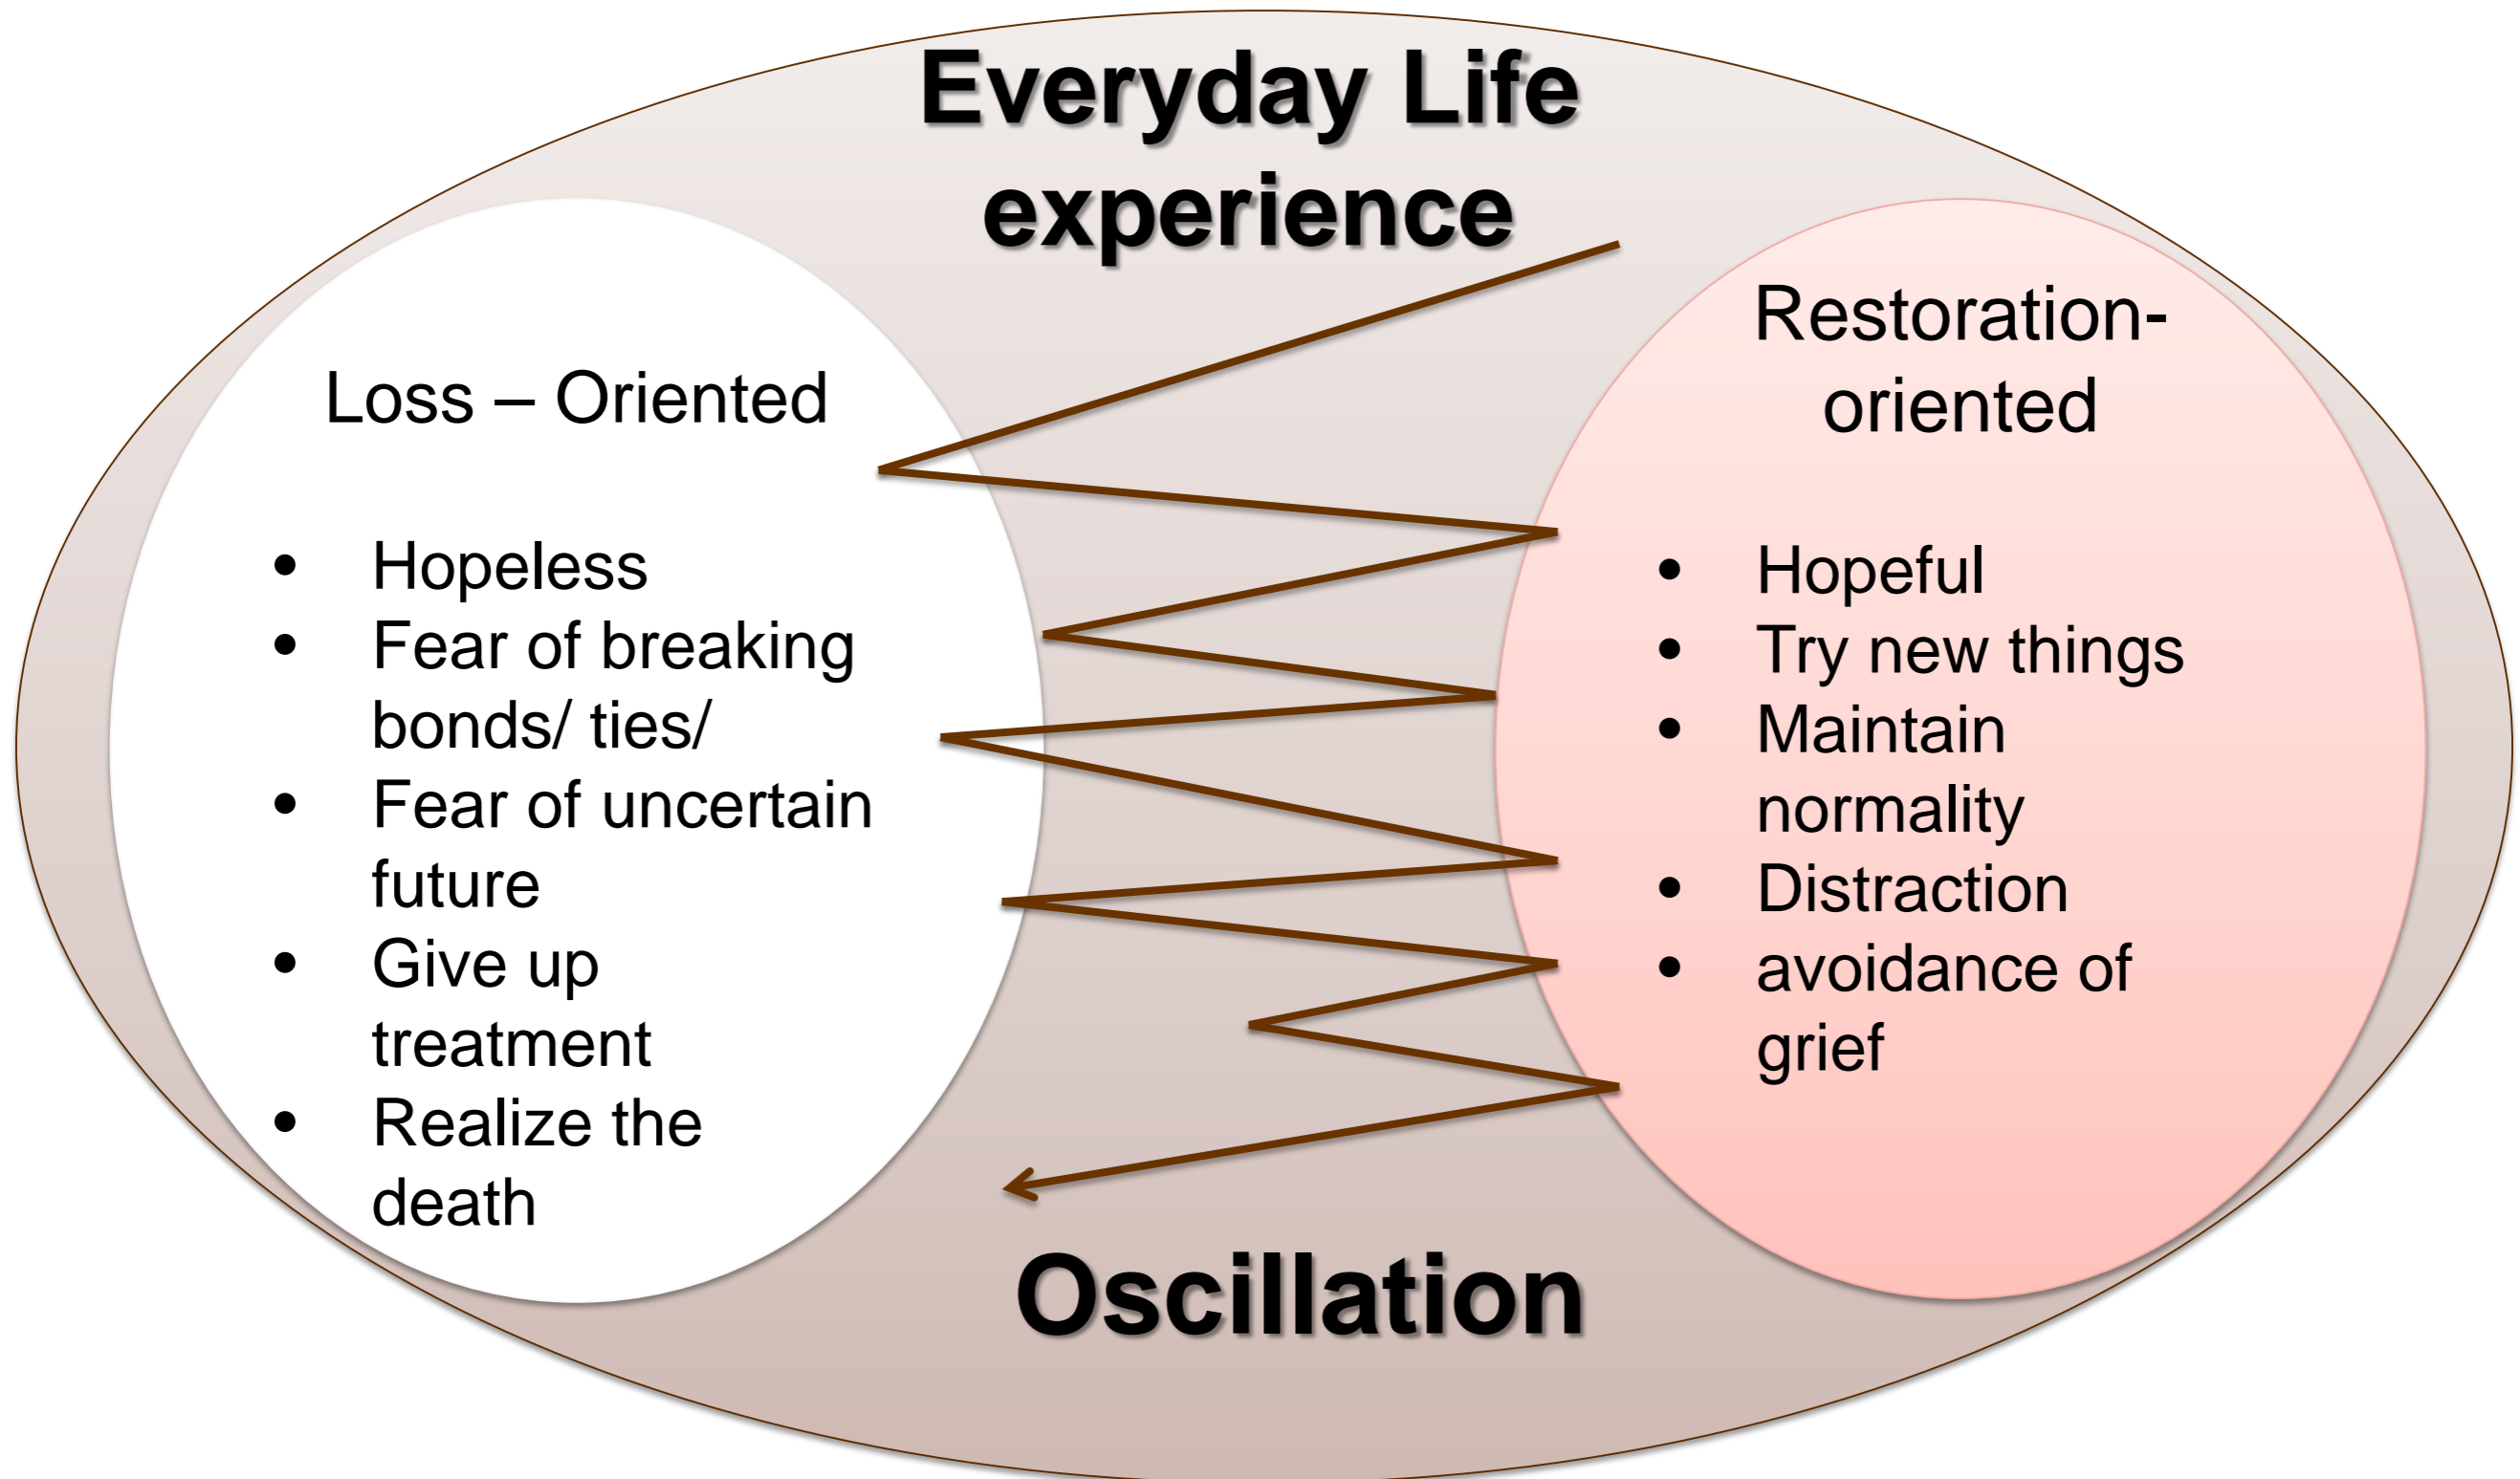 Everyday Life
experience
Loss – Oriented
• Hopeless
• Fear of breaking
bonds/ ties/
• Fear of uncertain
future
• Give up
treatment
• Realize the
death
Restoration-
oriented
• Hopeful
• Try new things
• Maintain
normality
• Distraction
• avoidance of
grief
Oscillation